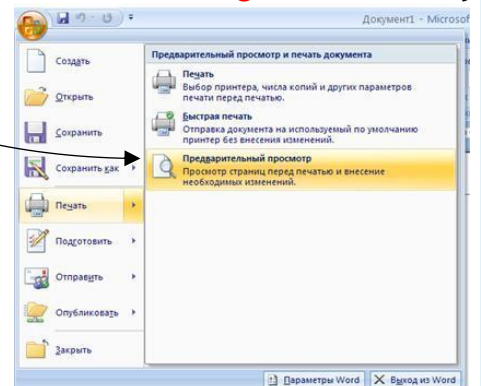 Документ1 - Microsof
Создать
Открыть
Сохранить
Сохранить как
Печать
Подготовить
Отправить
Опубликовать
Закрыть
Предварительный просмотр и печать документа
Печать
Выбор принтера, числа копий и других параметров
печати перед печатью.
Быстрая печать
Отправка документа на используемый по умолчанию
принтер без внесения изменений.
Предварительный просмотр
Просмотр страниц перед печатью и внесение
необходимых изменений.
Параметры Word
Выход из Word